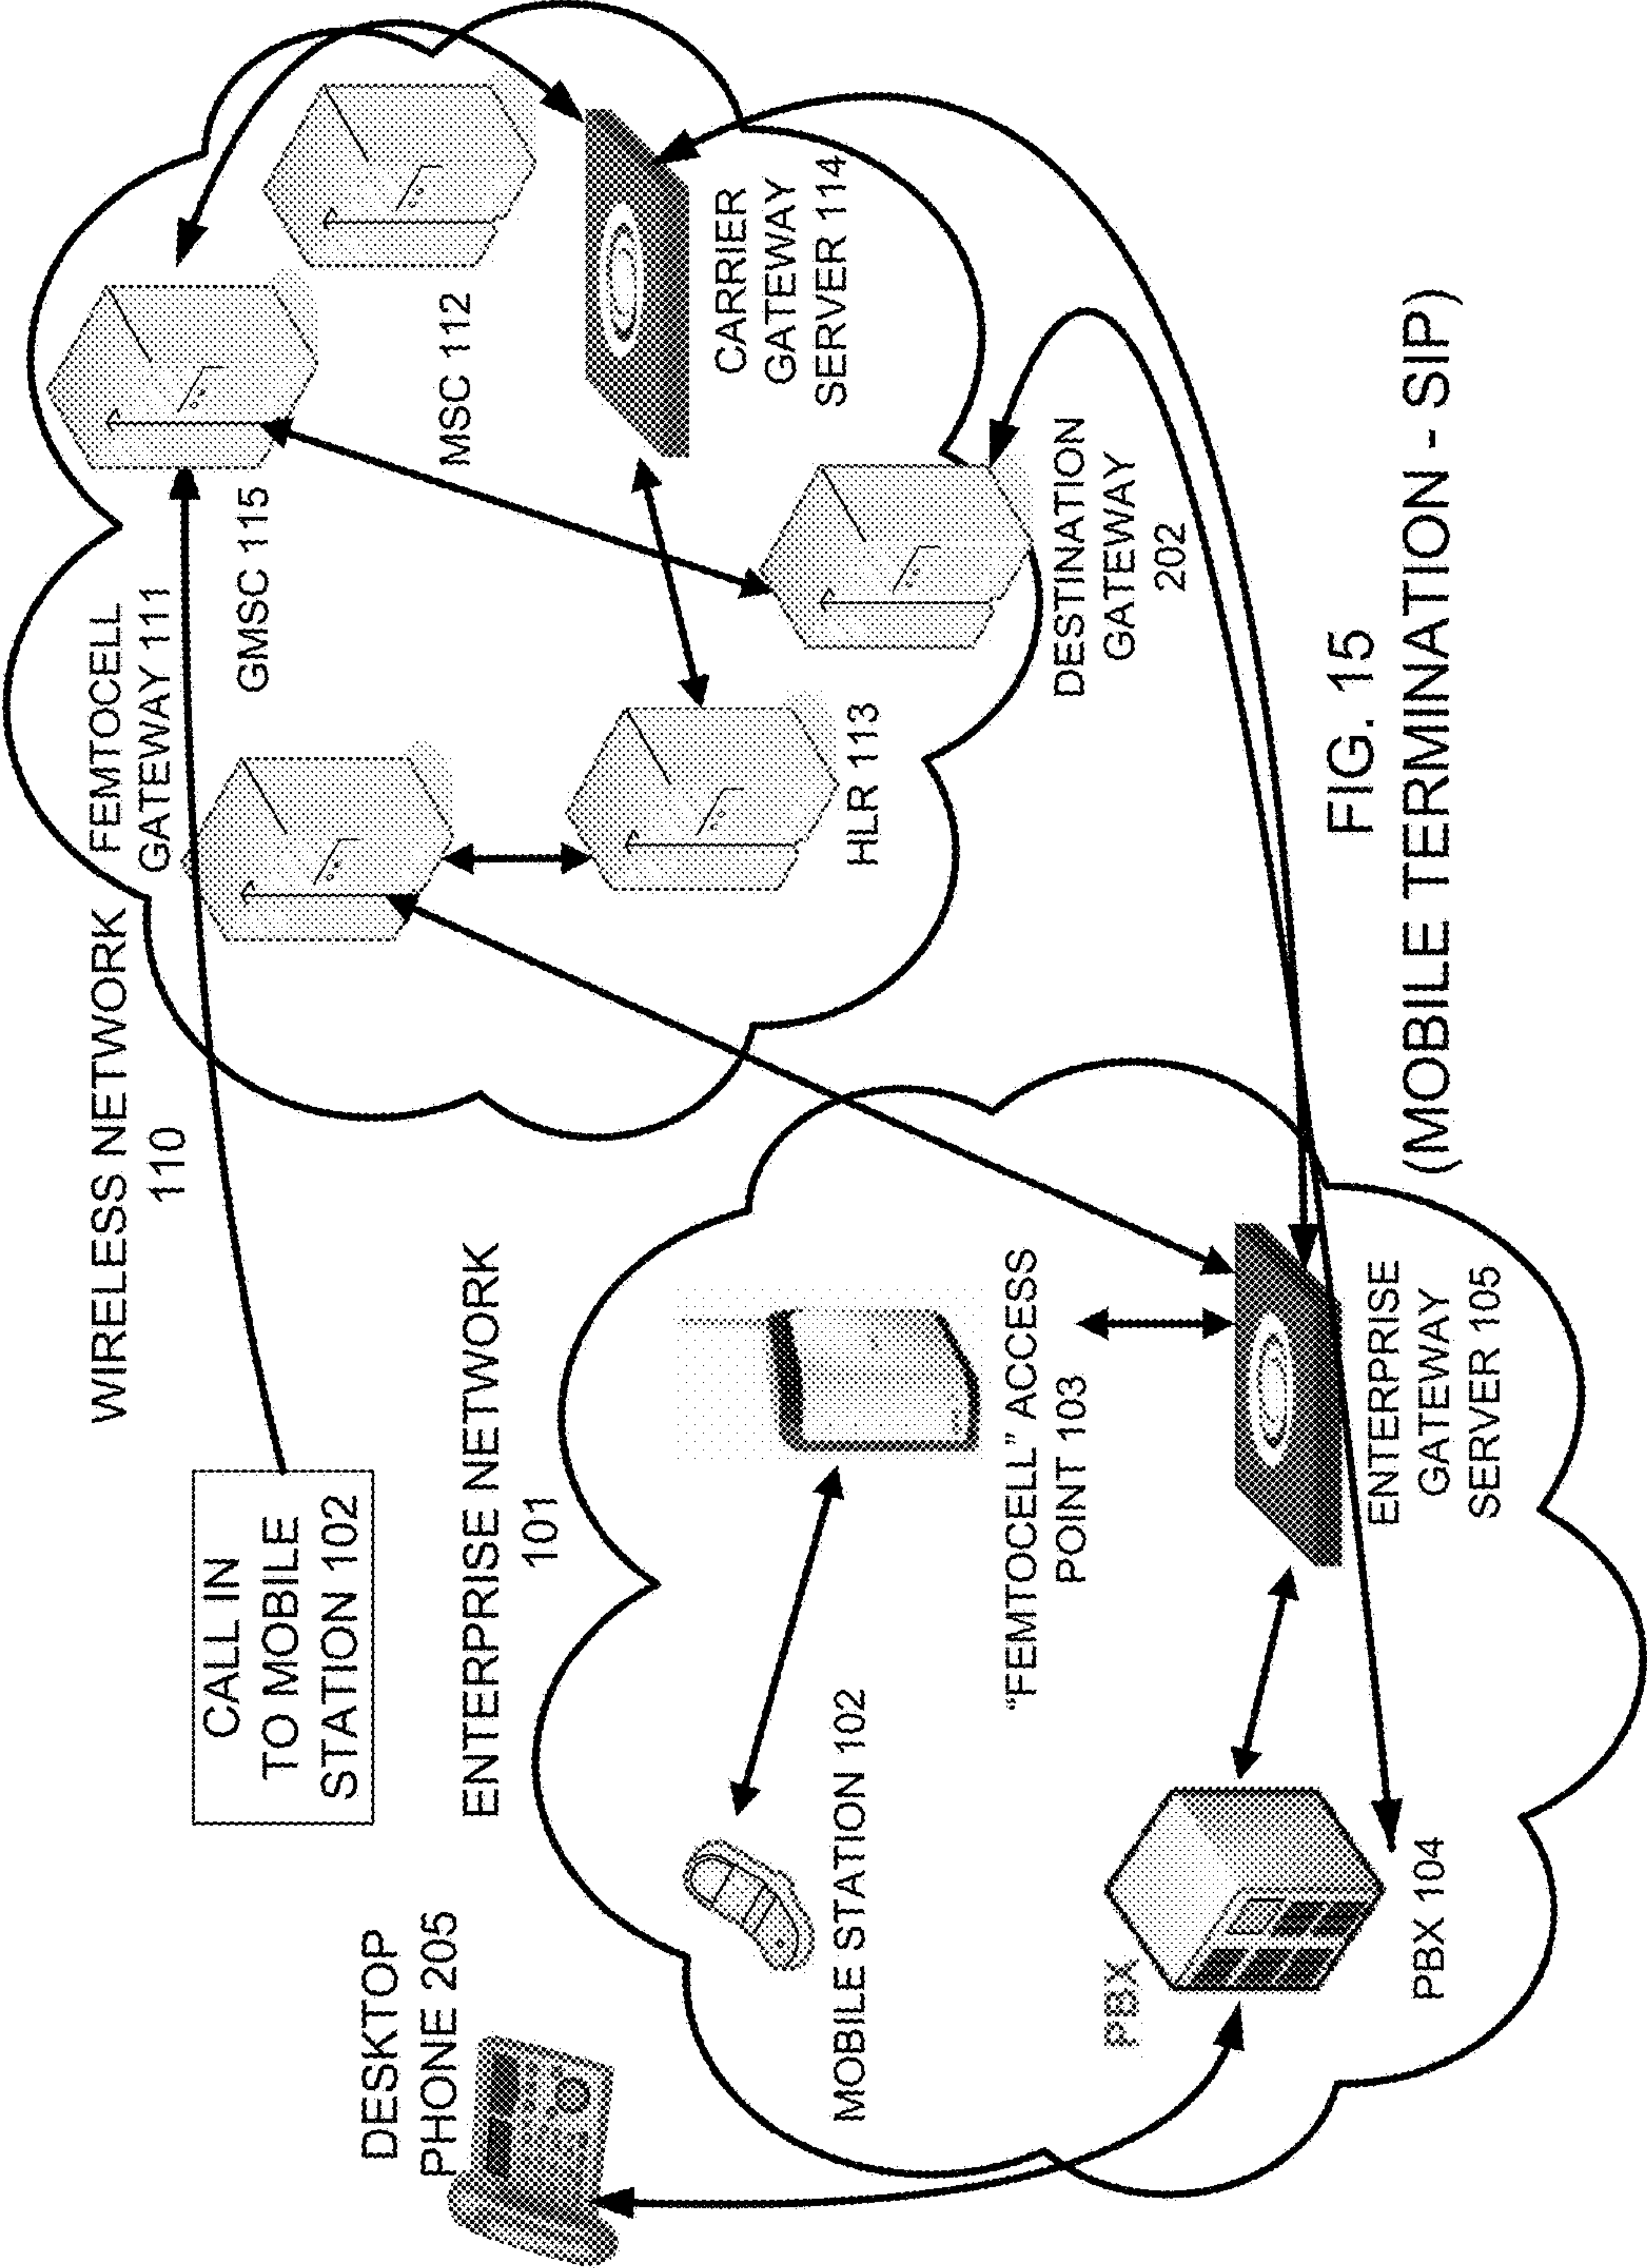 DESKTOP
PHONE 205
CALL IN
TO MOBILE
STATION 102
WIRELESS NETWORK
110
FEMTOCELL
GATEWAY 111
GMSC 115
MSC 112
CARRIER
GATEWAY
SERVER 114
HLR 113
DESTINATION
GATEWAY
202
ENTERPRISE NETWORK
101
MOBILE STATION 102
“FEMTOCELL” ACCESS
POINT 103
PBX
PBX 104
ENTERPRISE
GATEWAY
SERVER 105
FIG. 15
(MOBILE TERMINATION - SIP)